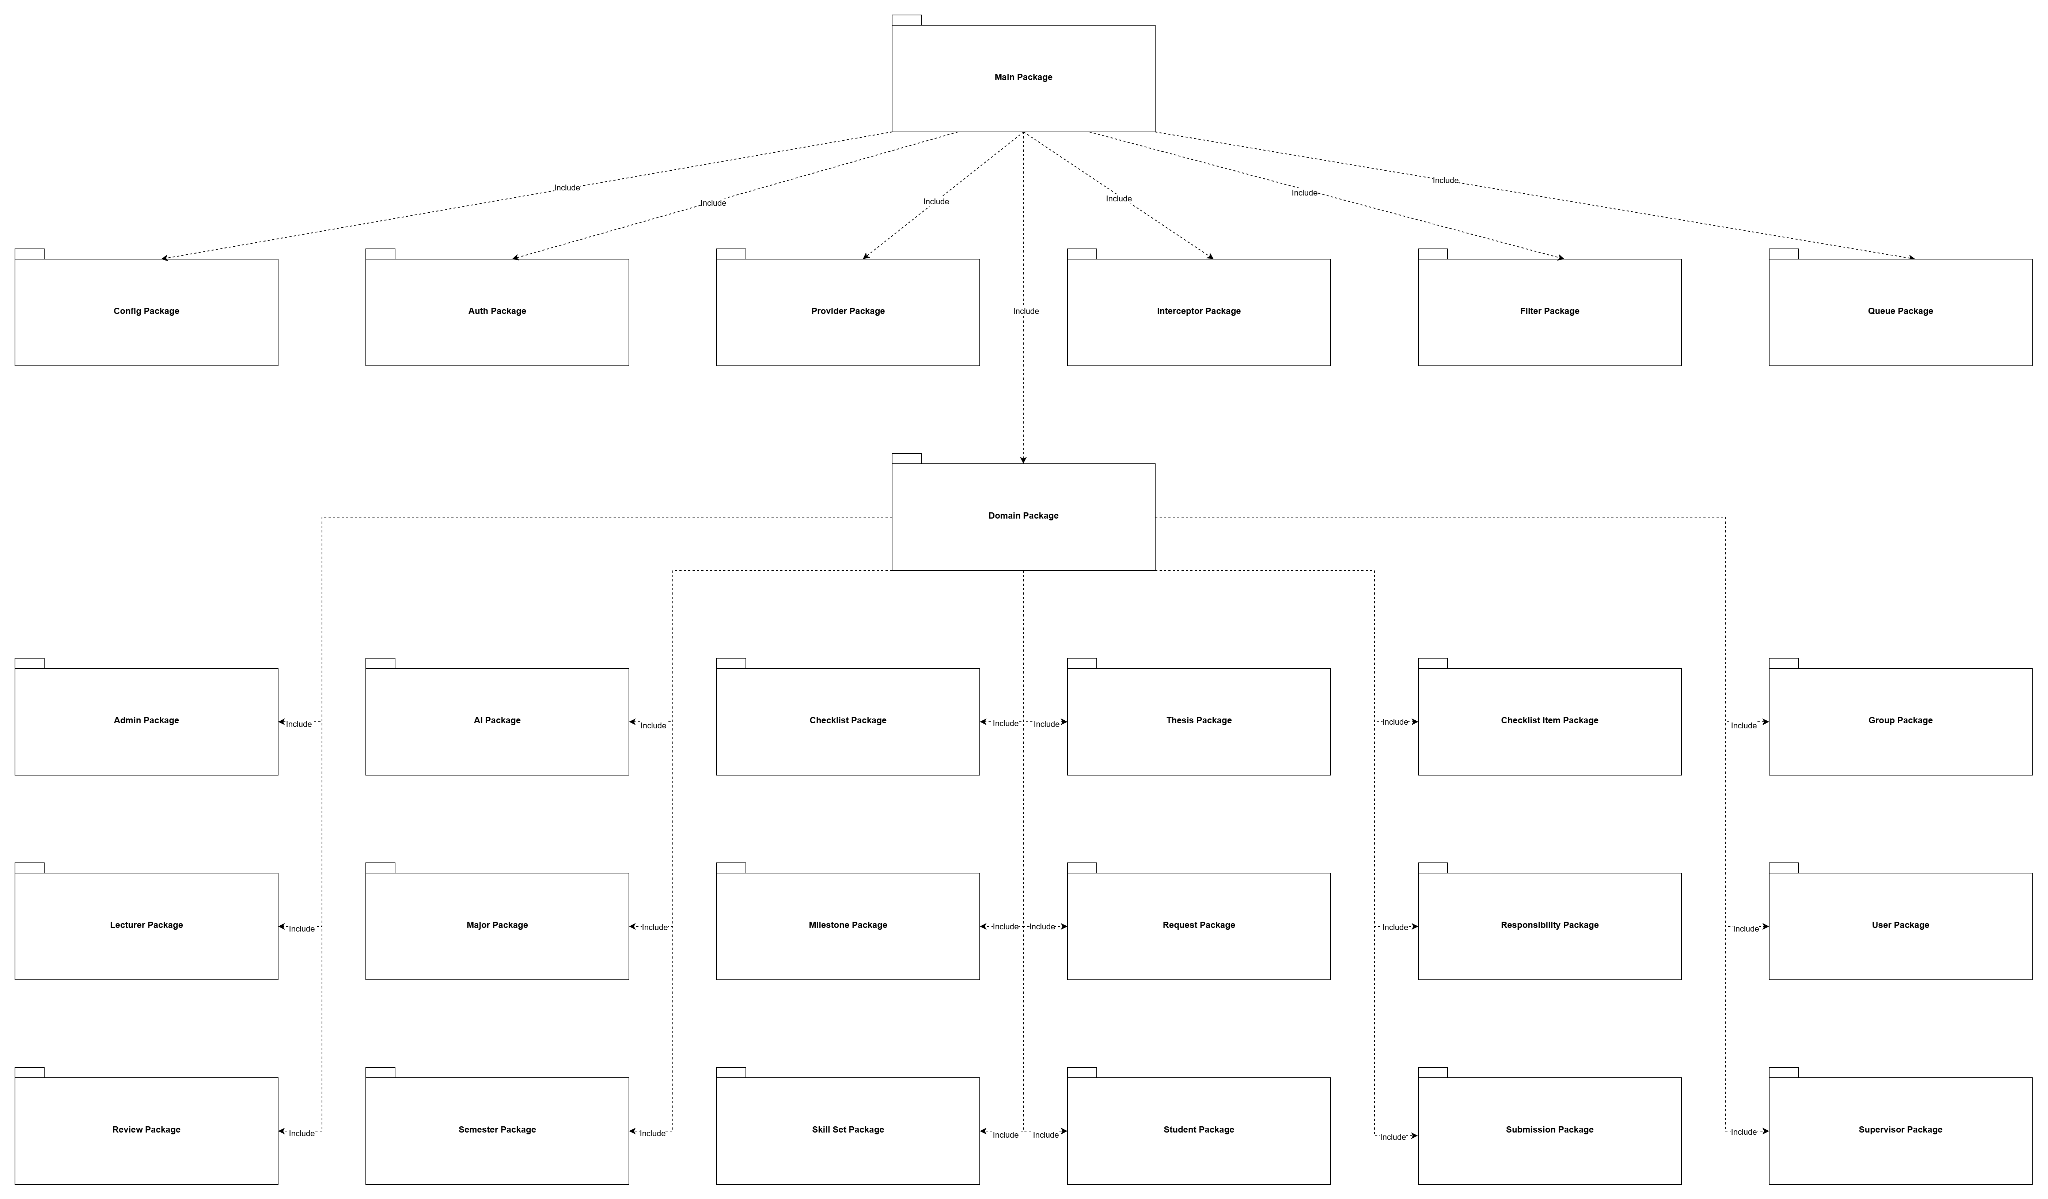 Main Package
Include
Include
Include
Include
Include
Include
Config Package
Auth Package
Provider Package
Include
Interceptor Package
Filter Package
Queue Package
Domain Package
Admin Package
Include
AI Package
Include
Checklist Package
Include
Include
Thesis Package
Include
Checklist Item Package
Include
Group Package
Lecturer Package
Include
Major Package
Include
Milestone Package
Include
Include
Request Package
Include
Responsibility Package
Include
User Package
Review Package
Include
Semester Package
Include
Skill Set Package
Include
Include
Student Package
Include
Submission Package
Include
Supervisor Package